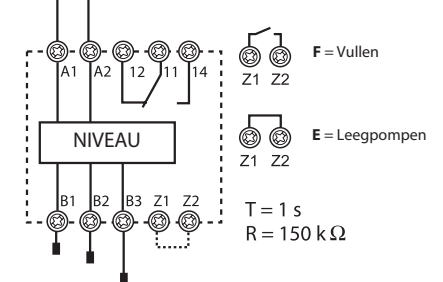 A1 A2 12 11 14
NIVEAU
B1 B2 B3 Z1 Z2
F = Vullen
Z1 Z2
E = Leegpompen
Z1 Z2
T = 1 s
R = 150 k Ω